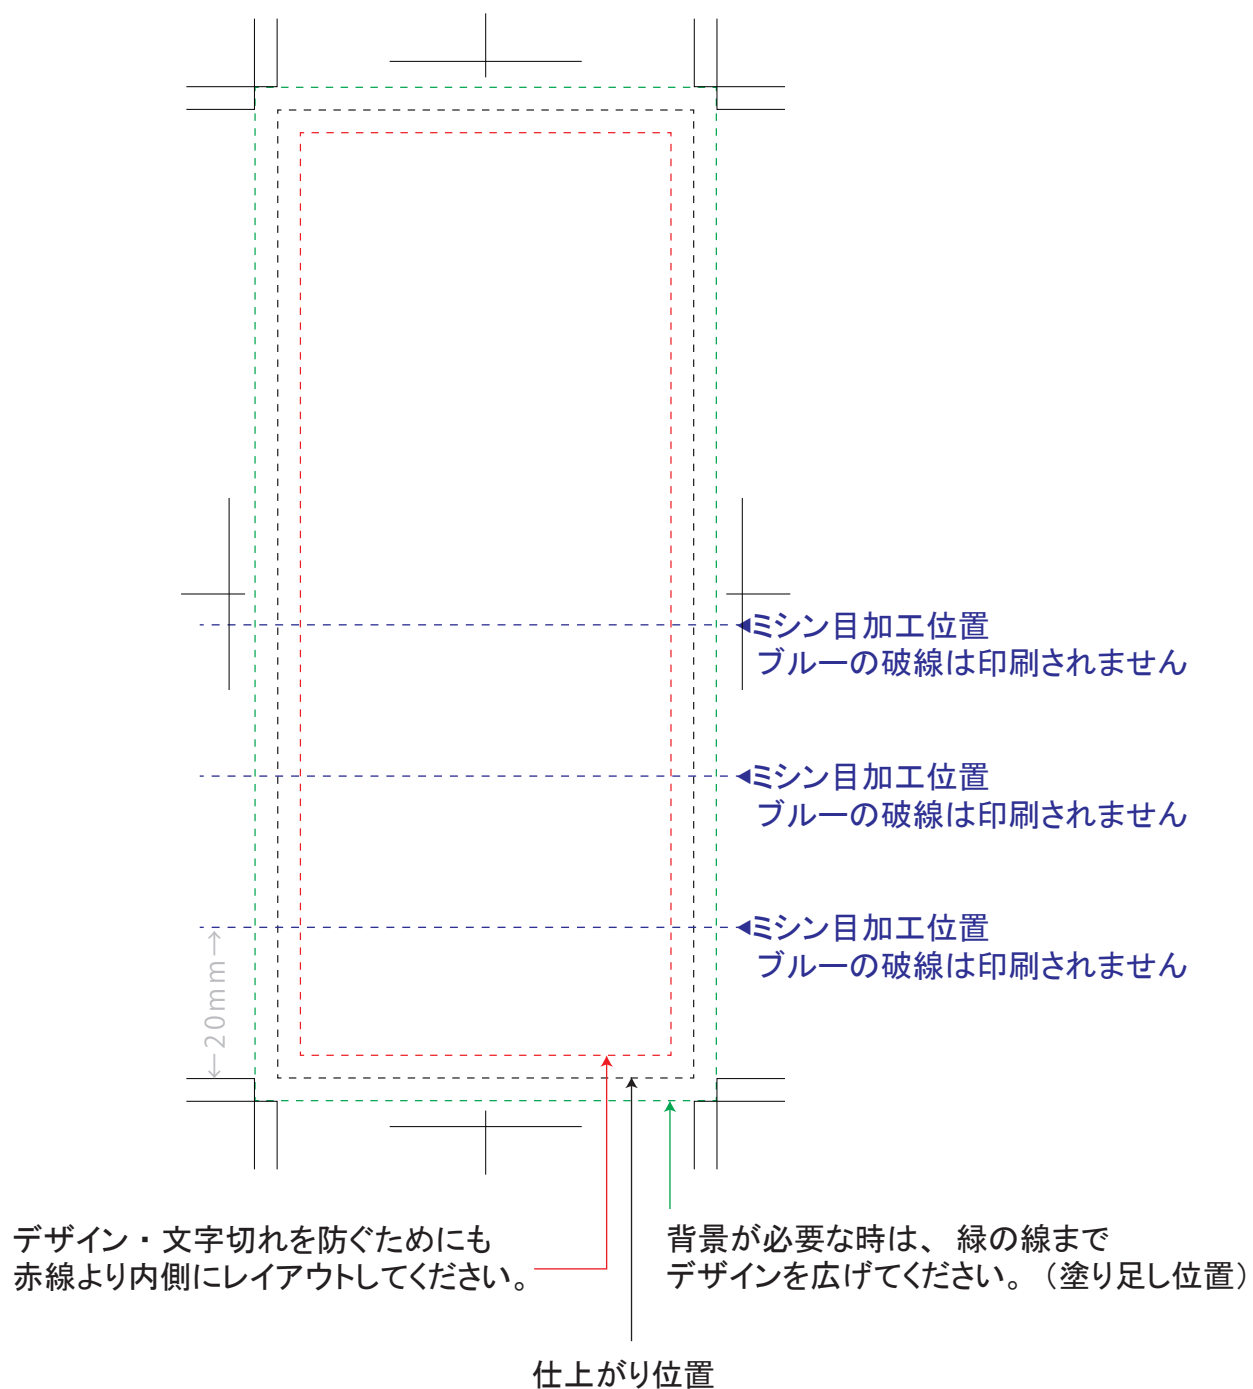 ミシン目加工位置
ブルーの破線は印刷されません
ミシン目加工位置
ブルーの破線は印刷されません
ミシン目加工位置
ブルーの破線は印刷されません
20mm
デザイン・文字切れを防ぐためにも
赤線より内側にレイアウトしてください。
背景が必要な時は、緑の線まで
デザインを広げてください。（塗り足し位置）
仕上がり位置